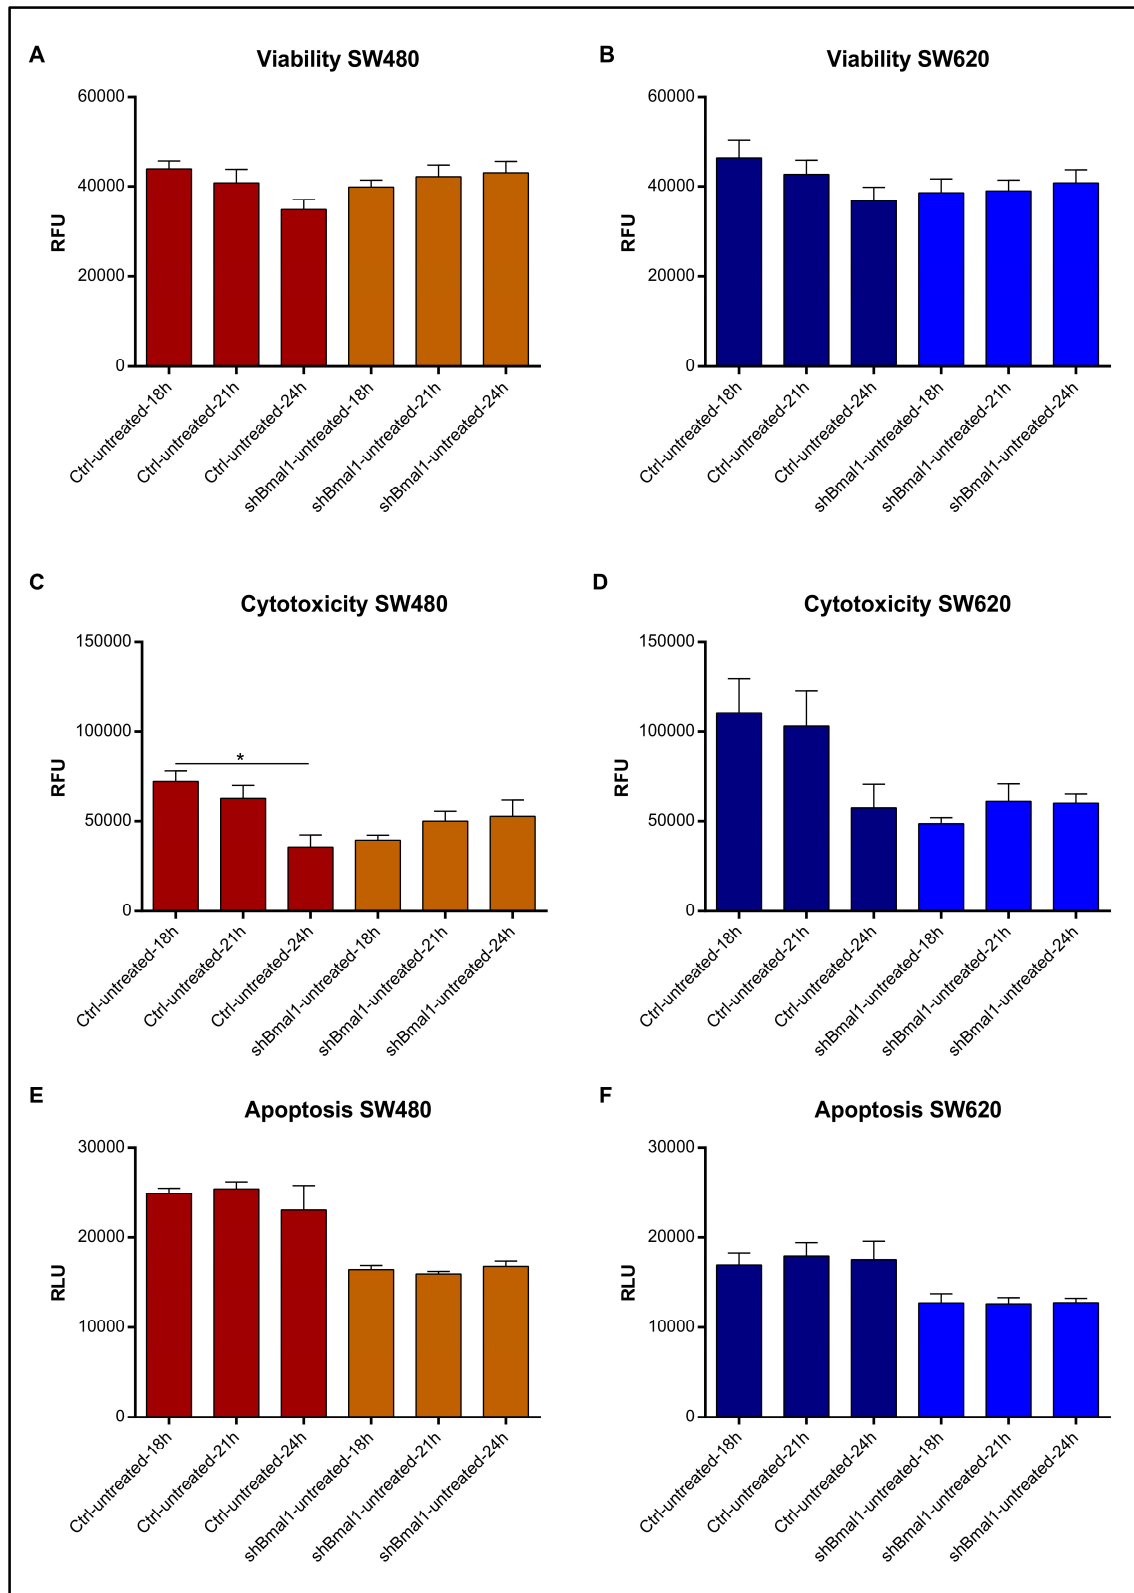 A
Viability SW480
60000
40000
20000
0
RFU
Ctrl-untreated-18h
Ctrl-untreated-21h
Ctrl-untreated-24h
shBmal1-untreated-18h
shBmal1-untreated-21h
shBmal1-untreated-24h
B
Viability SW620
60000
40000
20000
0
RFU
Ctrl-untreated-18h
Ctrl-untreated-21h
Ctrl-untreated-24h
shBmal1-untreated-18h
shBmal1-untreated-21h
shBmal1-untreated-24h
C
Cytotoxicity SW480
150000
100000
50000
0
RFU
*
Ctrl-untreated-18h
Ctrl-untreated-21h
Ctrl-untreated-24h
shBmal1-untreated-18h
shBmal1-untreated-21h
shBmal1-untreated-24h
D
Cytotoxicity SW620
150000
100000
50000
0
RFU
Ctrl-untreated-18h
Ctrl-untreated-21h
Ctrl-untreated-24h
shBmal1-untreated-18h
shBmal1-untreated-21h
shBmal1-untreated-24h
E
Apoptosis SW480
30000
20000
10000
0
RLU
Ctrl-untreated-18h
Ctrl-untreated-21h
Ctrl-untreated-24h
shBmal1-untreated-18h
shBmal1-untreated-21h
shBmal1-untreated-24h
F
Apoptosis SW620
30000
20000
10000
0
RLU
Ctrl-untreated-18h
Ctrl-untreated-21h
Ctrl-untreated-24h
shBmal1-untreated-18h
shBmal1-untreated-21h
shBmal1-untreated-24h